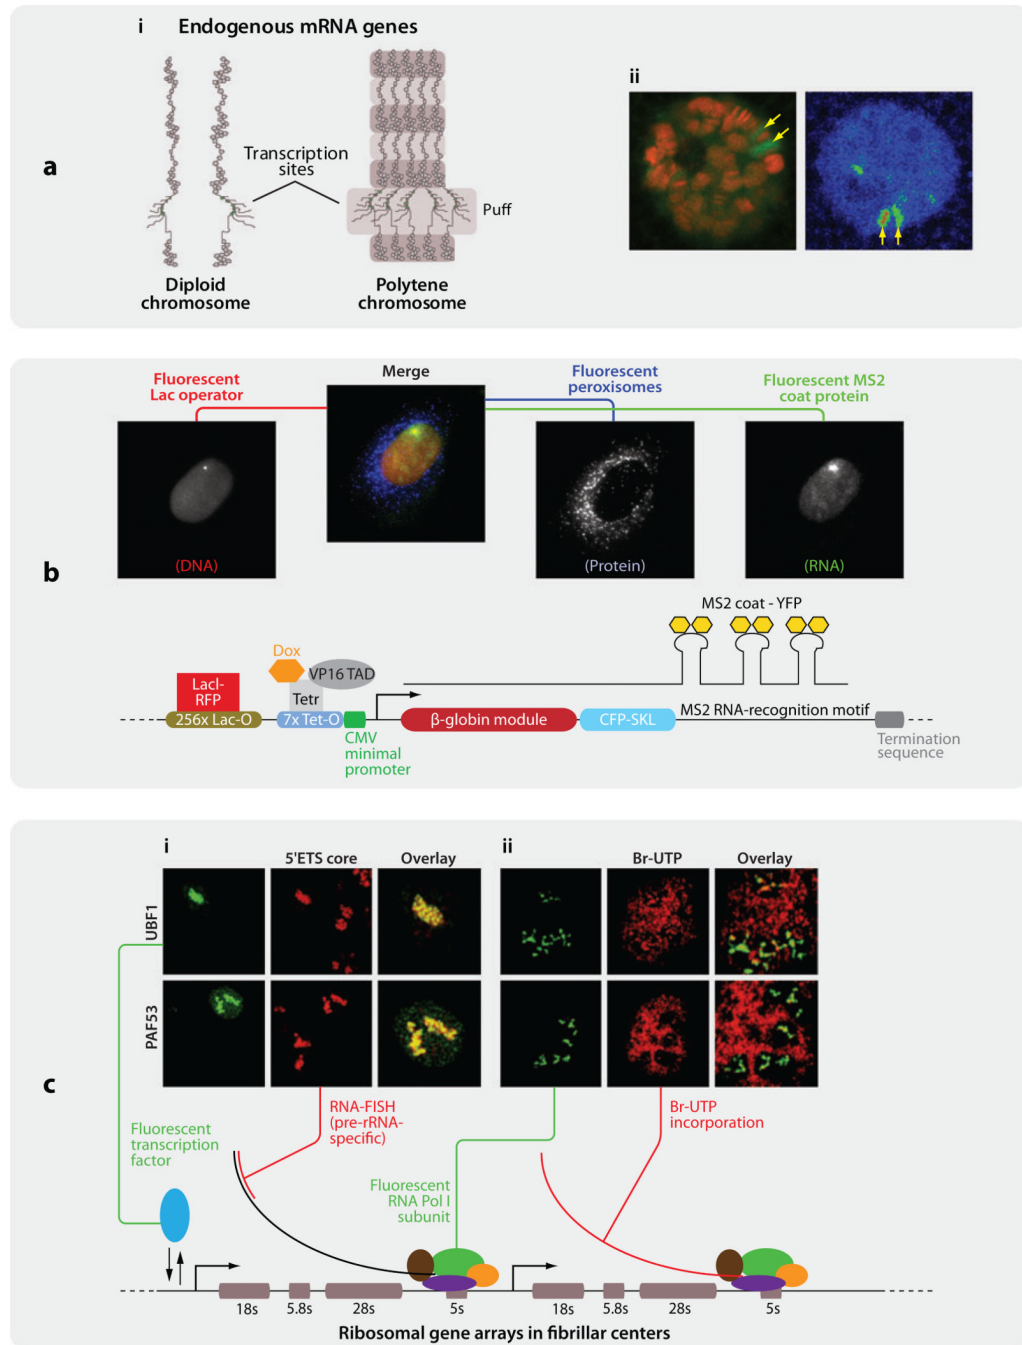 i
Endogenous mRNA genes
ii
a
Transcription
sites
Puff
Diploid
chromosome
Polytene
chromosome
Fluorescent
Lac operator
Merge
Fluorescent
peroxisomes
Fluorescent MS2
coat protein
(DNA)
(Protein)
(RNA)
b
MS2 coat - YFP
Dox
VP16 TAD
LacI-
RFP
Tetr
256x Lac-O
7x Tet-O
β-globin module
CFP-SKL
MS2 RNA-recognition motif
CMV
minimal
promoter
Termination
sequence
i
ii
5'ETS core
Overlay
Br-UTP
Overlay
UBF1
PAF53
c
RNA-FISH
(pre-rRNA-
specific)
Br-UTP
incorporation
Fluorescent
transcription
factor
Fluorescent
RNA Pol I
subunit
18s
5.8s
28s
5s
18s
5.8s
28s
5s
Ribosomal gene arrays in fibrillar centers